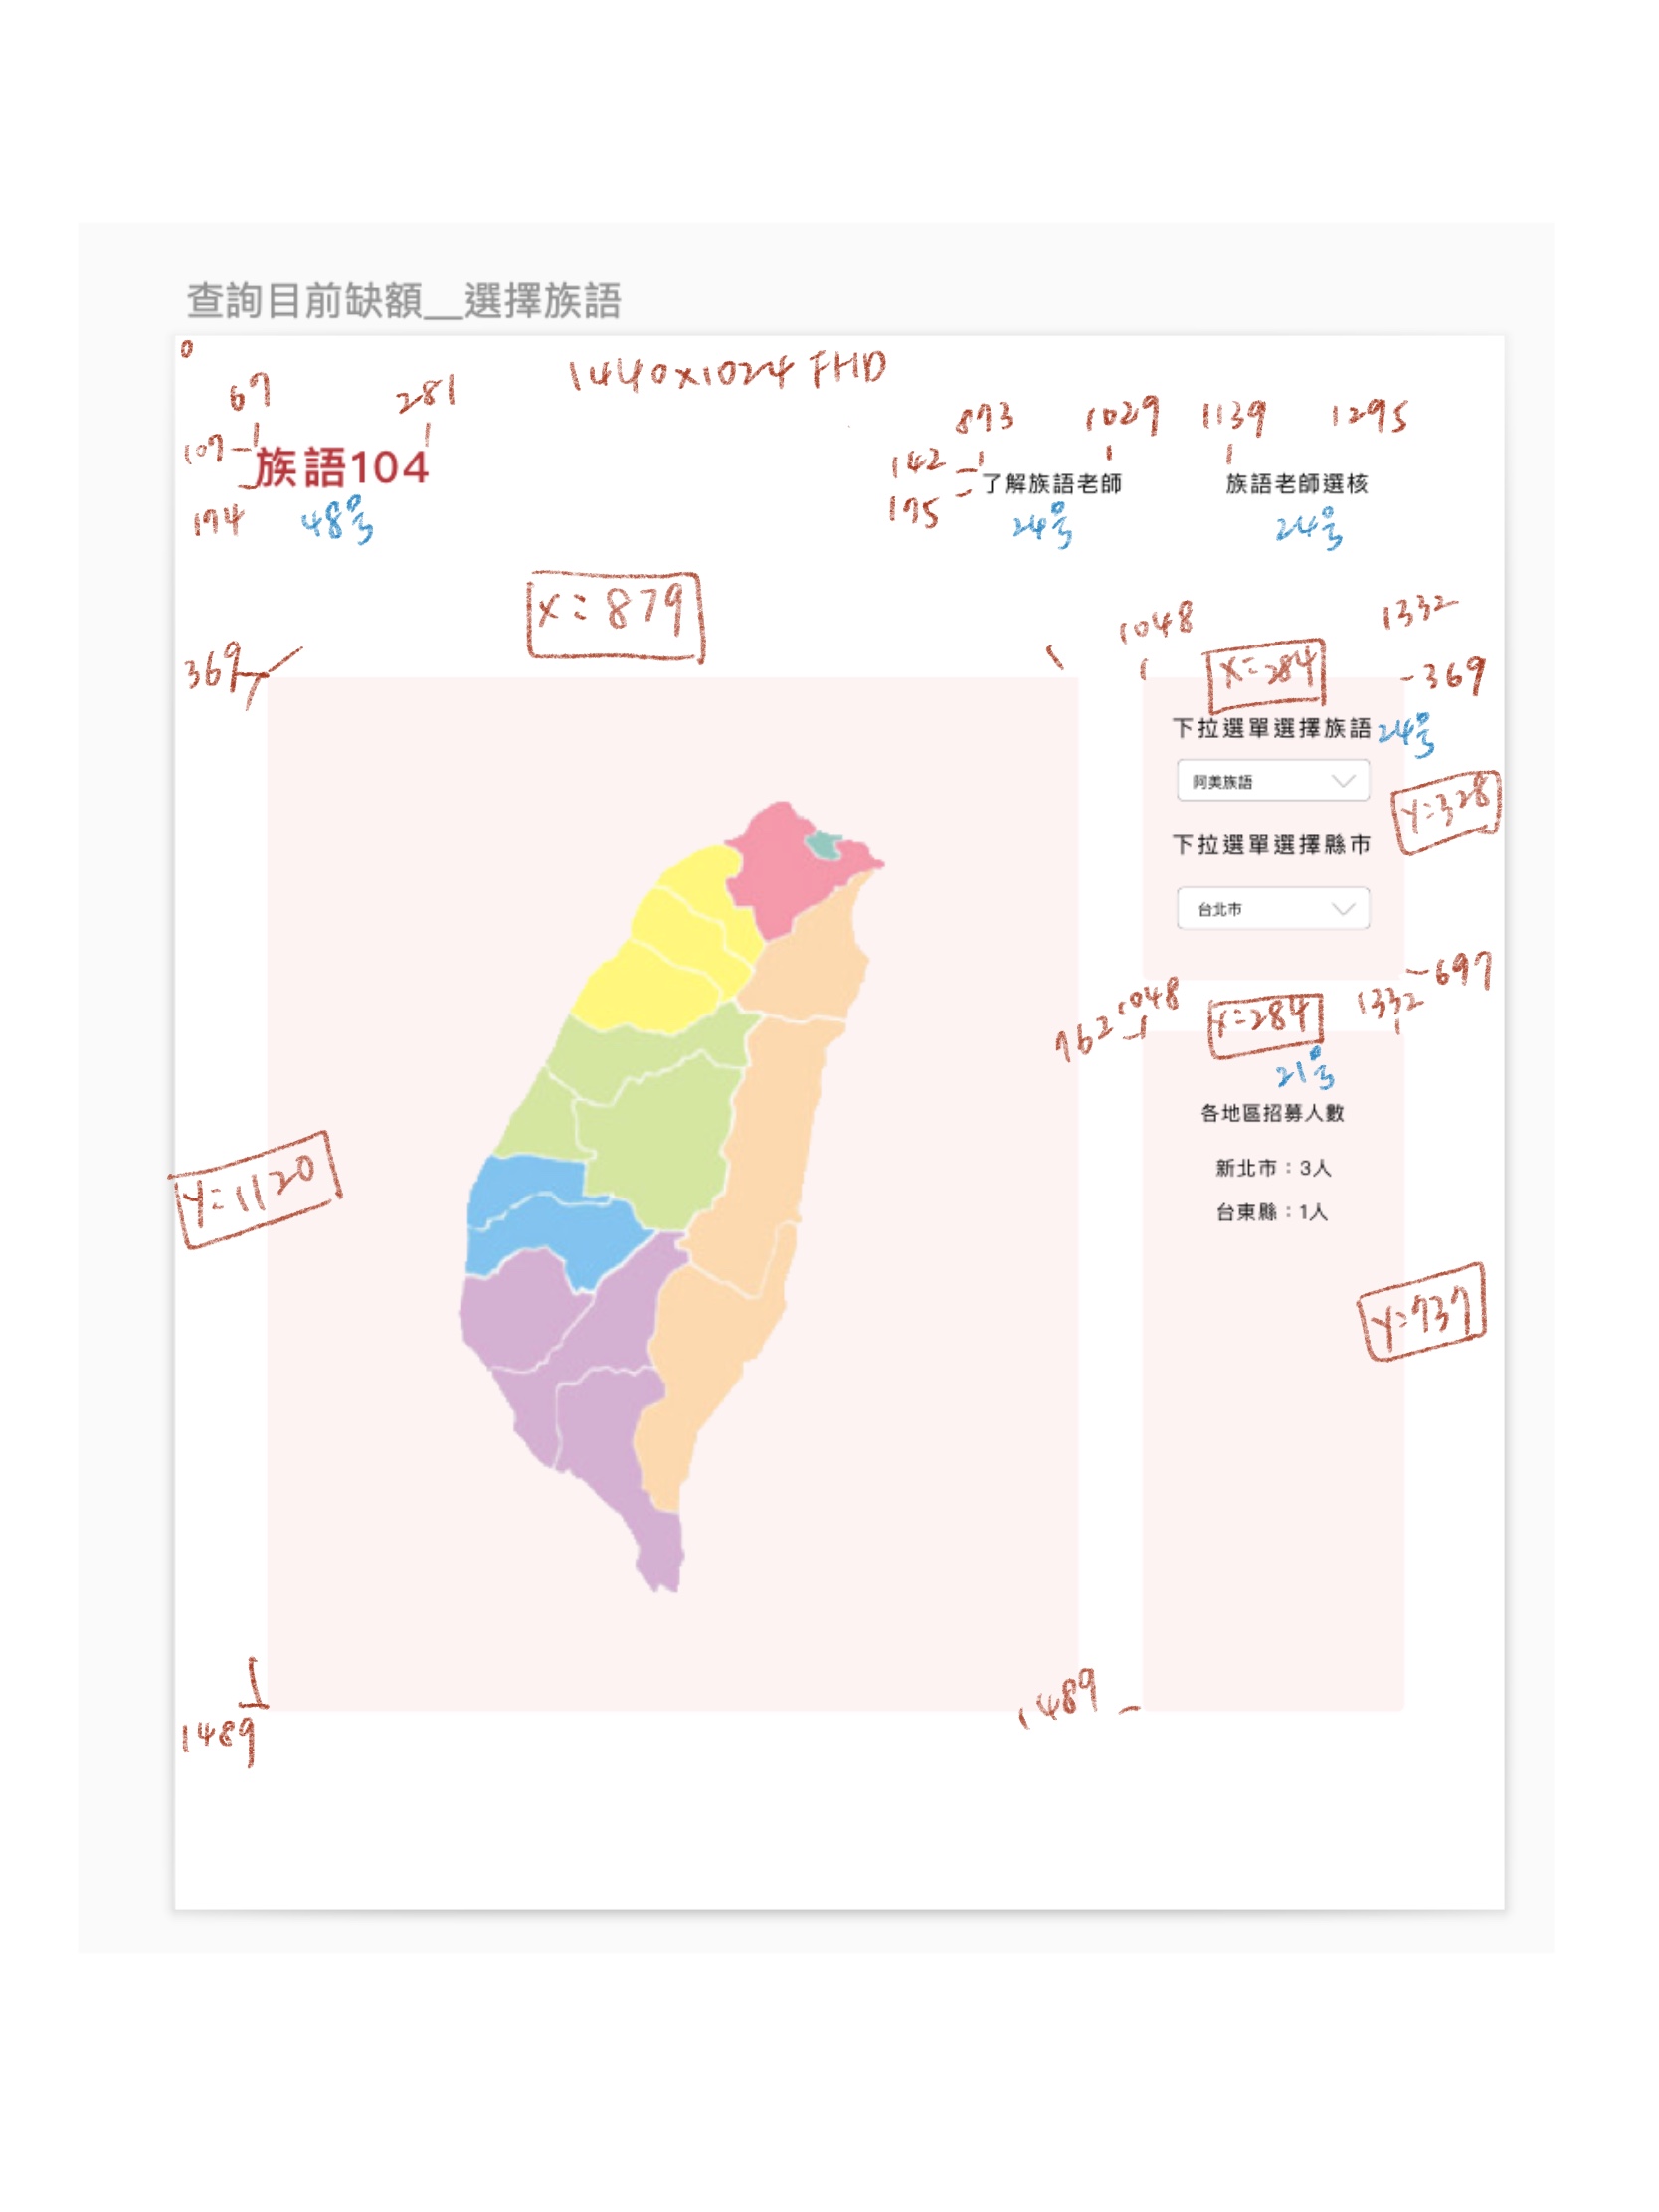 查詢目前缺額__選擇族語
0
1440x1024 FHD
67 281
873 1029 1139 1295
107
族語104
142
了解族語老師 族語老師選核
174 48号
175 24号 24号
x=879
1048 1332
369
x=284 369
下拉選單選擇族語 24号
阿美族語
y=328
下拉選單選擇縣市
台北市
697
762 1048 x=284 1332
21号
各地區招募人數
y=1120
新北市：3人
台東縣：1人
y=737
1489
1489